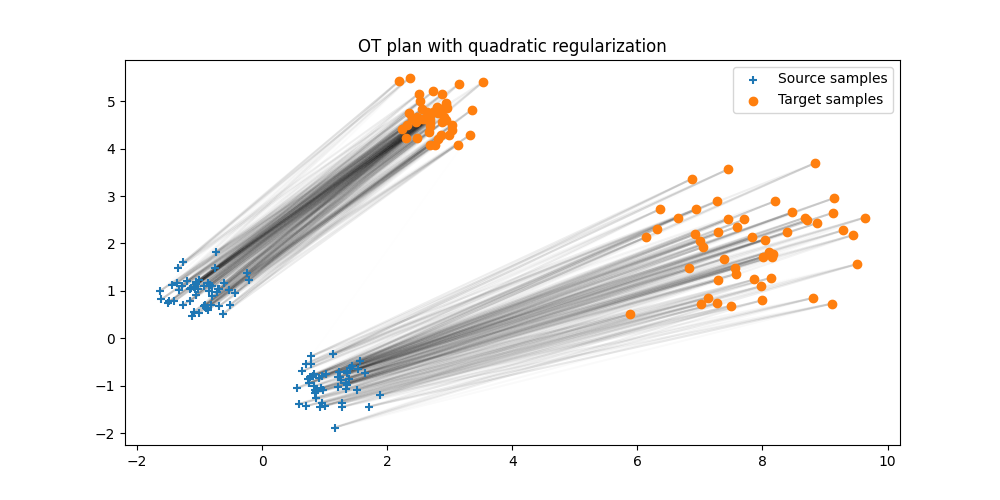 OT plan with quadratic regularization
Source samples
Target samples
5
4
3
2
1
0
−1
−2
−2 0 2 4 6 8 10